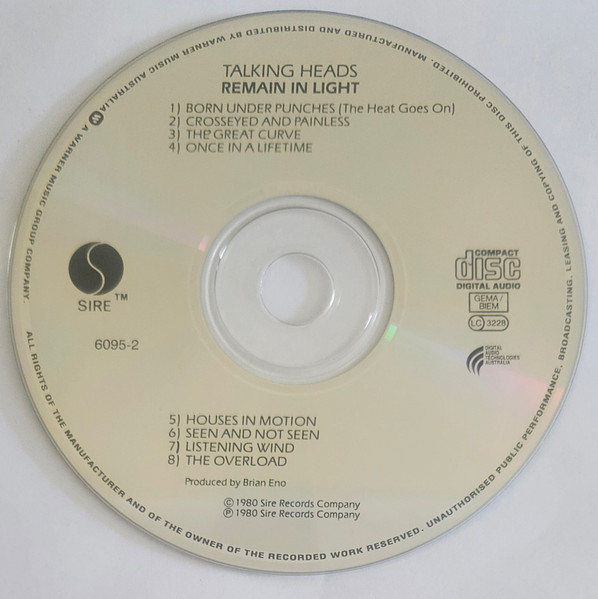 TALKING HEADS
REMAIN IN LIGHT
1) BORN UNDER PUNCHES (The Heat Goes On)
2) CROSSEYED AND PAINLESS
3) THE GREAT CURVE
4) ONCE IN A LIFETIME
SIRE™
6095-2
COMPACT
disc
DIGITAL AUDIO
GEMA/
BIEM
LC 3228
DIGITAL
AUDIO
TECHNOLOGIES
AUSTRALIA
5) HOUSES IN MOTION
6) SEEN AND NOT SEEN
7) LISTENING WIND
8) THE OVERLOAD
Produced by Brian Eno
© 1980 Sire Records Company
℗ 1980 Sire Records Company
MANUFACTURED AND DISTRIBUTED BY WARNER MUSIC AUSTRALIA W A WARNER MUSIC GROUP COMPANY. ALL RIGHTS OF THE MANUFACTURER AND OF THE OWNER OF THE RECORDED WORK RESERVED. UNAUTHORISED PUBLIC PERFORMANCE, BROADCASTING, LEASING AND COPYING OF THIS DISC PROHIBITED.